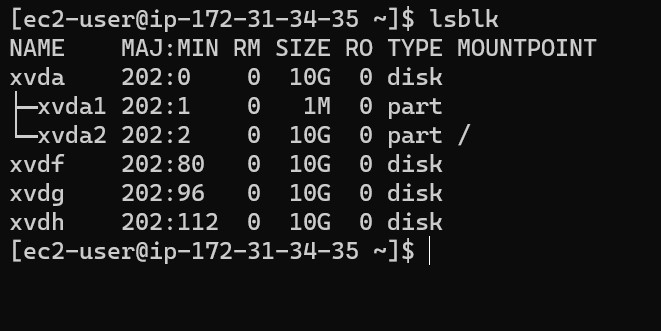 [ec2-user@ip-172-31-34-35 ~]$ lsblk
NAME    MAJ:MIN RM SIZE RO TYPE MOUNTPOINT
xvda    202:0    0  10G  0 disk
├─xvda1 202:1    0   1M  0 part
└─xvda2 202:2    0  10G  0 part /
xvdf    202:80   0  10G  0 disk
xvdg    202:96   0  10G  0 disk
xvdh    202:112  0  10G  0 disk
[ec2-user@ip-172-31-34-35 ~]$